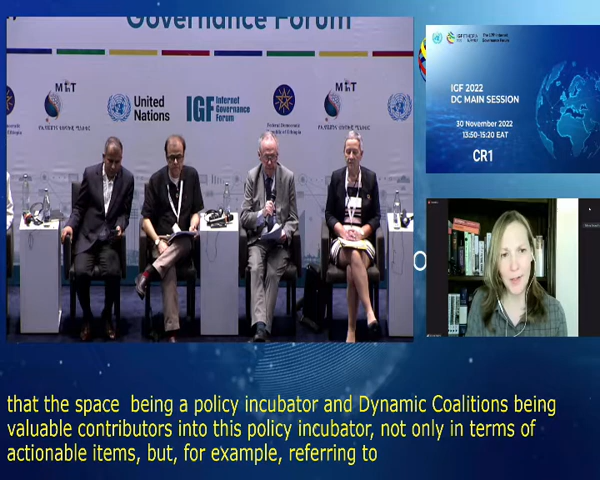 Governance Forum
United
Nations
IGF Internet
Governance
Forum
United
Nations
IGF 2022
DC MAIN SESSION
30 November 2022
13:50-15:20 EAT
CR1
that the space  being a policy incubator and Dynamic Coalitions being
valuable contributors into this policy incubator, not only in terms of
actionable items, but, for example, referring to